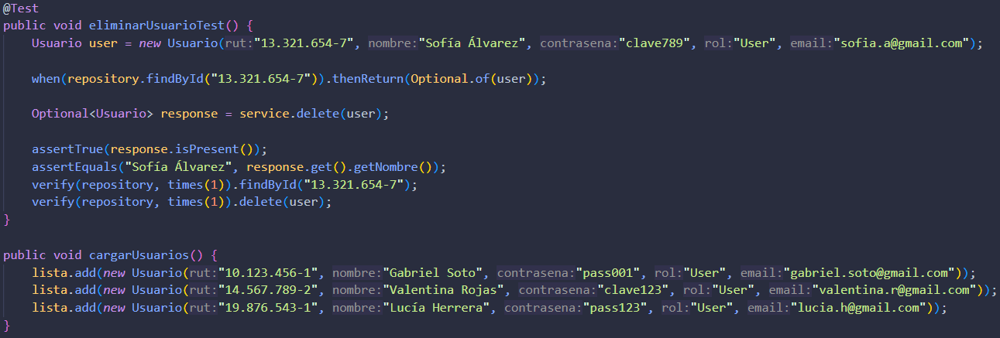 @Test
public void eliminarUsuarioTest() {
    Usuario user = new Usuario(rut:"13.321.654-7", nombre:"Sofía Álvarez", contrasena:"clave789", rol:"User", email:"sofia.a@gmail.com");
    when(repository.findById("13.321.654-7")).thenReturn(Optional.of(user));
    Optional<Usuario> response = service.delete(user);
    assertTrue(response.isPresent());
    assertEquals("Sofía Álvarez", response.get().getNombre());
    verify(repository, times(1)).findById("13.321.654-7");
    verify(repository, times(1)).delete(user);
}
public void cargarUsuarios() {
    lista.add(new Usuario(rut:"10.123.456-1", nombre:"Gabriel Soto", contrasena:"pass001", rol:"User", email:"gabriel.soto@gmail.com"));
    lista.add(new Usuario(rut:"14.567.789-2", nombre:"Valentina Rojas", contrasena:"clave123", rol:"User", email:"valentina.r@gmail.com"));
    lista.add(new Usuario(rut:"19.876.543-1", nombre:"Lucía Herrera", contrasena:"pass123", rol:"User", email:"lucia.h@gmail.com"));
}